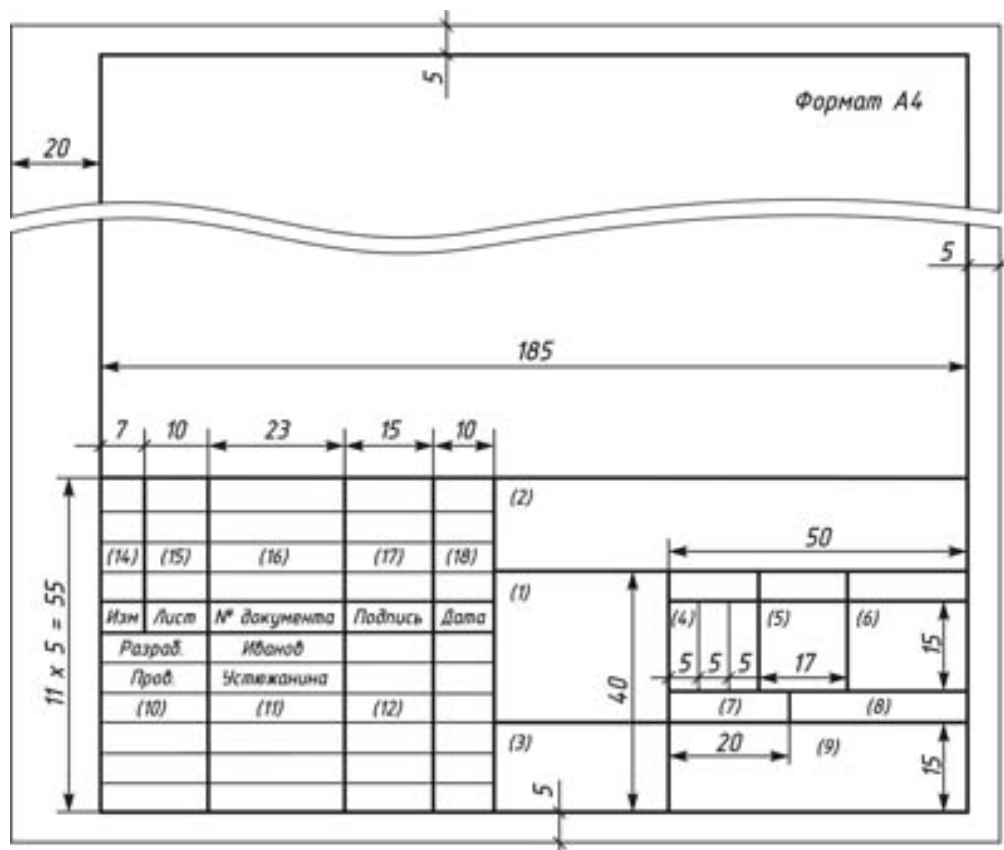 5
Формат А4
20
5
185
7 10 23 15 10
(2)
50
(14) (15) (16) (17) (18)
(1)
Изм Лист № документа Подпись Дата
(4) (5) (6)
Разраб. Иванов
5 5 5 17 15
Пров. Устюжанина
11 x 5 = 55
40
(10) (11) (12)
(7) (8)
(3)
20
(9)
15
5